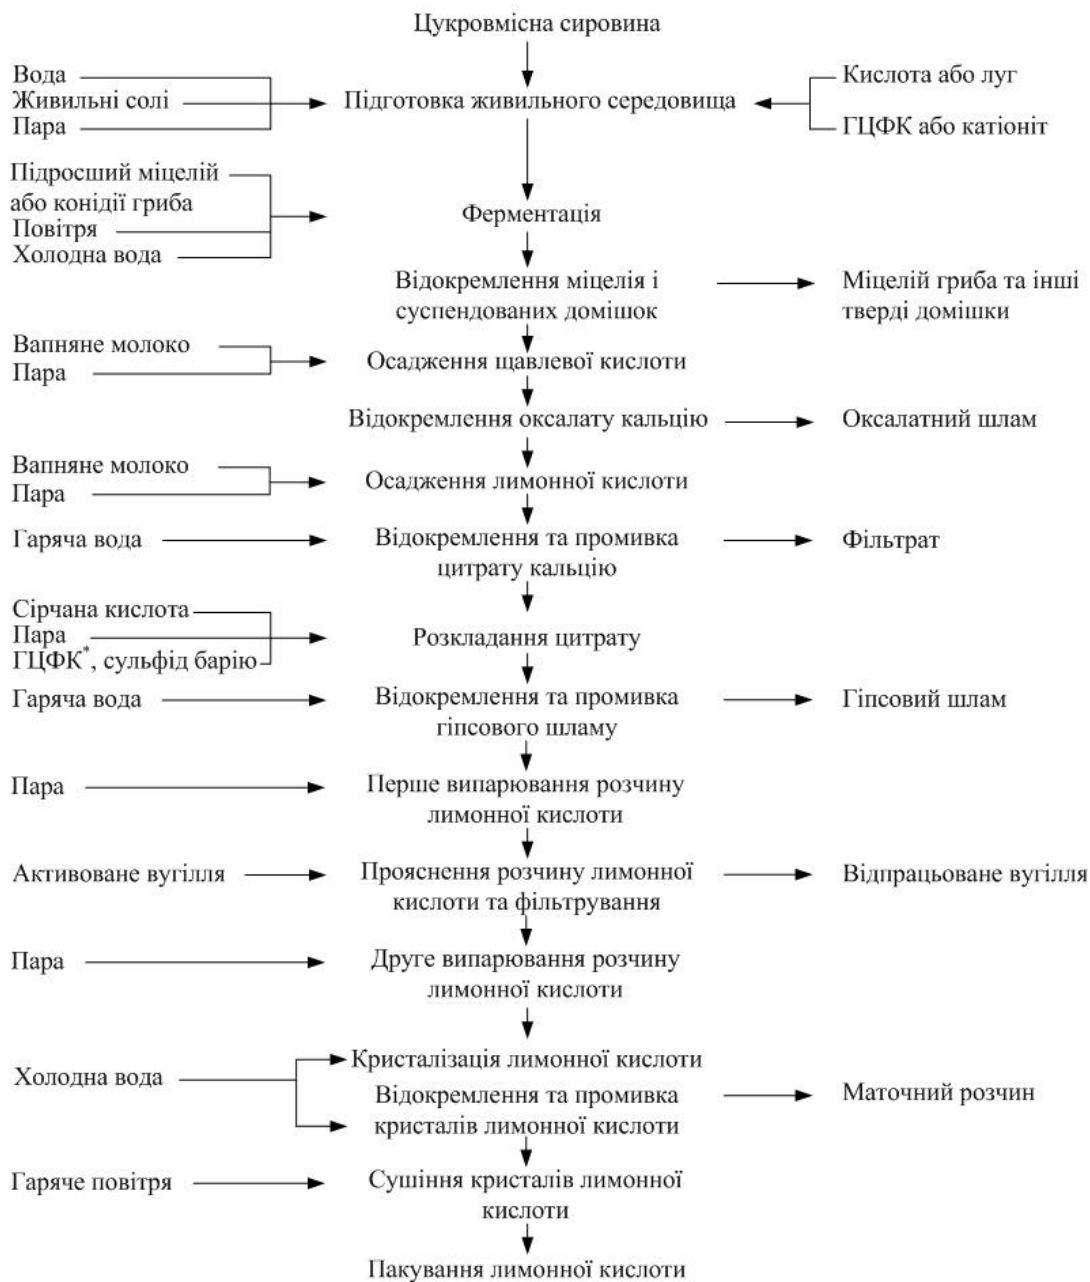 Цукровмісна сировина
Вода
Живильні солі
Пара
Підготовка живильного середовища
Кислота або луг
ГЦФК або катіоніт
Підросший міцелій
або конідії гриба
Повітря
Холодна вода
Ферментація
Відокремлення міцелія і
суспендованих домішок
Міцелій гриба та інші
тверді домішки
Вапняне молоко
Пара
Осадження щавлевої кислоти
Відокремлення оксалату кальцію
Оксалатний шлам
Вапняне молоко
Пара
Осадження лимонної кислоти
Гаряча вода
Відокремлення та промивка
цитрату кальцію
Фільтрат
Сірчана кислота
Пара
ГЦФК*, сульфід барію
Розкладання цитрату
Гаряча вода
Відокремлення та промивка
гіпсового шламу
Гіпсовий шлам
Пара
Перше випарювання розчину
лимонної кислоти
Активоване вугілля
Прояснення розчину лимонної
кислоти та фільтрування
Відпрацьоване вугілля
Пара
Друге випарювання розчину
лимонної кислоти
Холодна вода
Кристалізація лимонної кислоти
Відокремлення та промивка
кристалів лимонної кислоти
Маточний розчин
Гаряче повітря
Сушіння кристалів лимонної
кислоти
Пакування лимонної кислоти